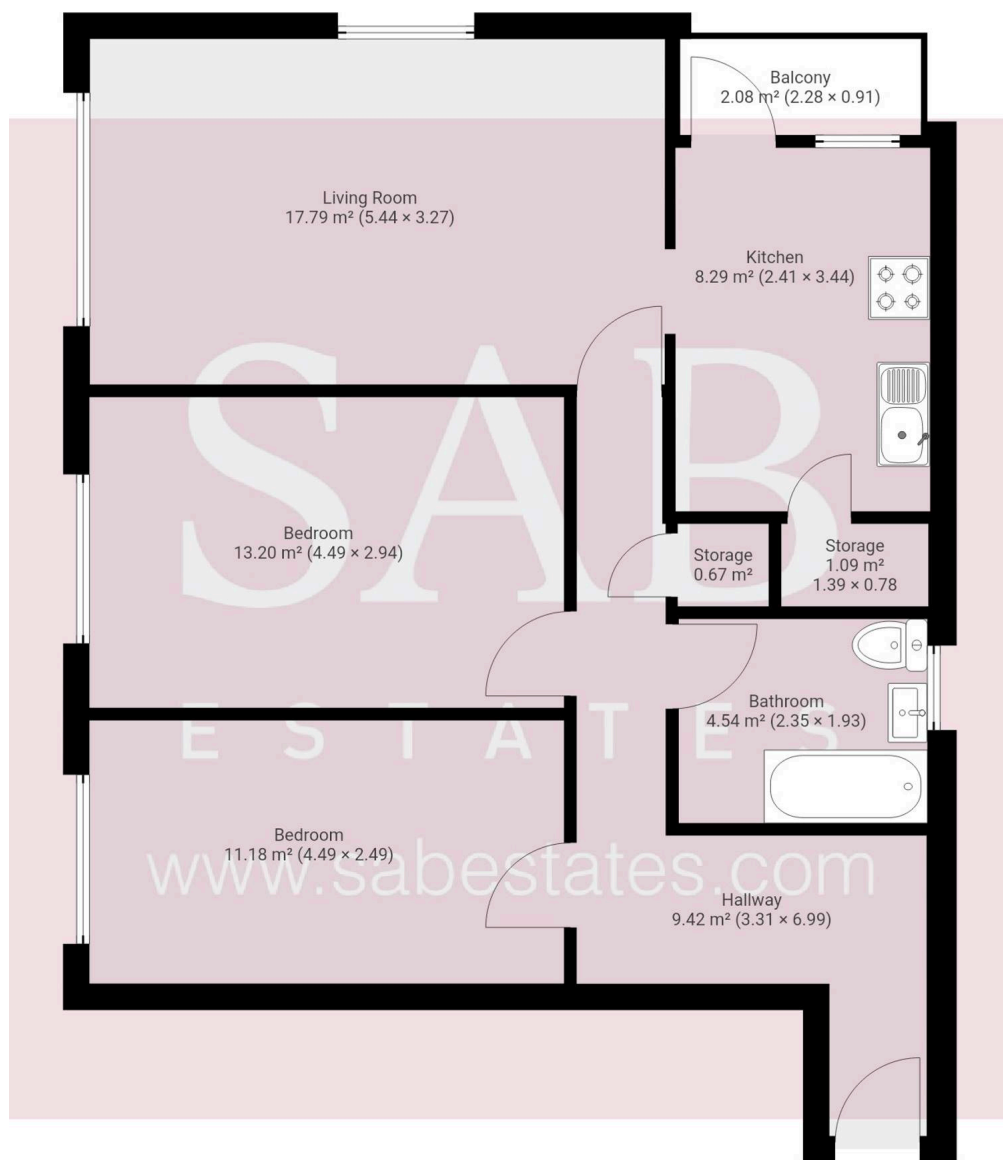 Balcony
2.08 m² (2.28 × 0.91)
Living Room
17.79 m² (5.44 × 3.27)
Kitchen
8.29 m² (2.41 × 3.44)
SAB
Bedroom
13.20 m² (4.49 × 2.94)
Storage
0.67 m²
Storage
1.09 m²
1.39 × 0.78
Bathroom
4.54 m² (2.35 × 1.93)
ESTATES
Bedroom
11.18 m² (4.49 × 2.49)
www.sabestates.com
Hallway
9.42 m² (3.31 × 6.99)